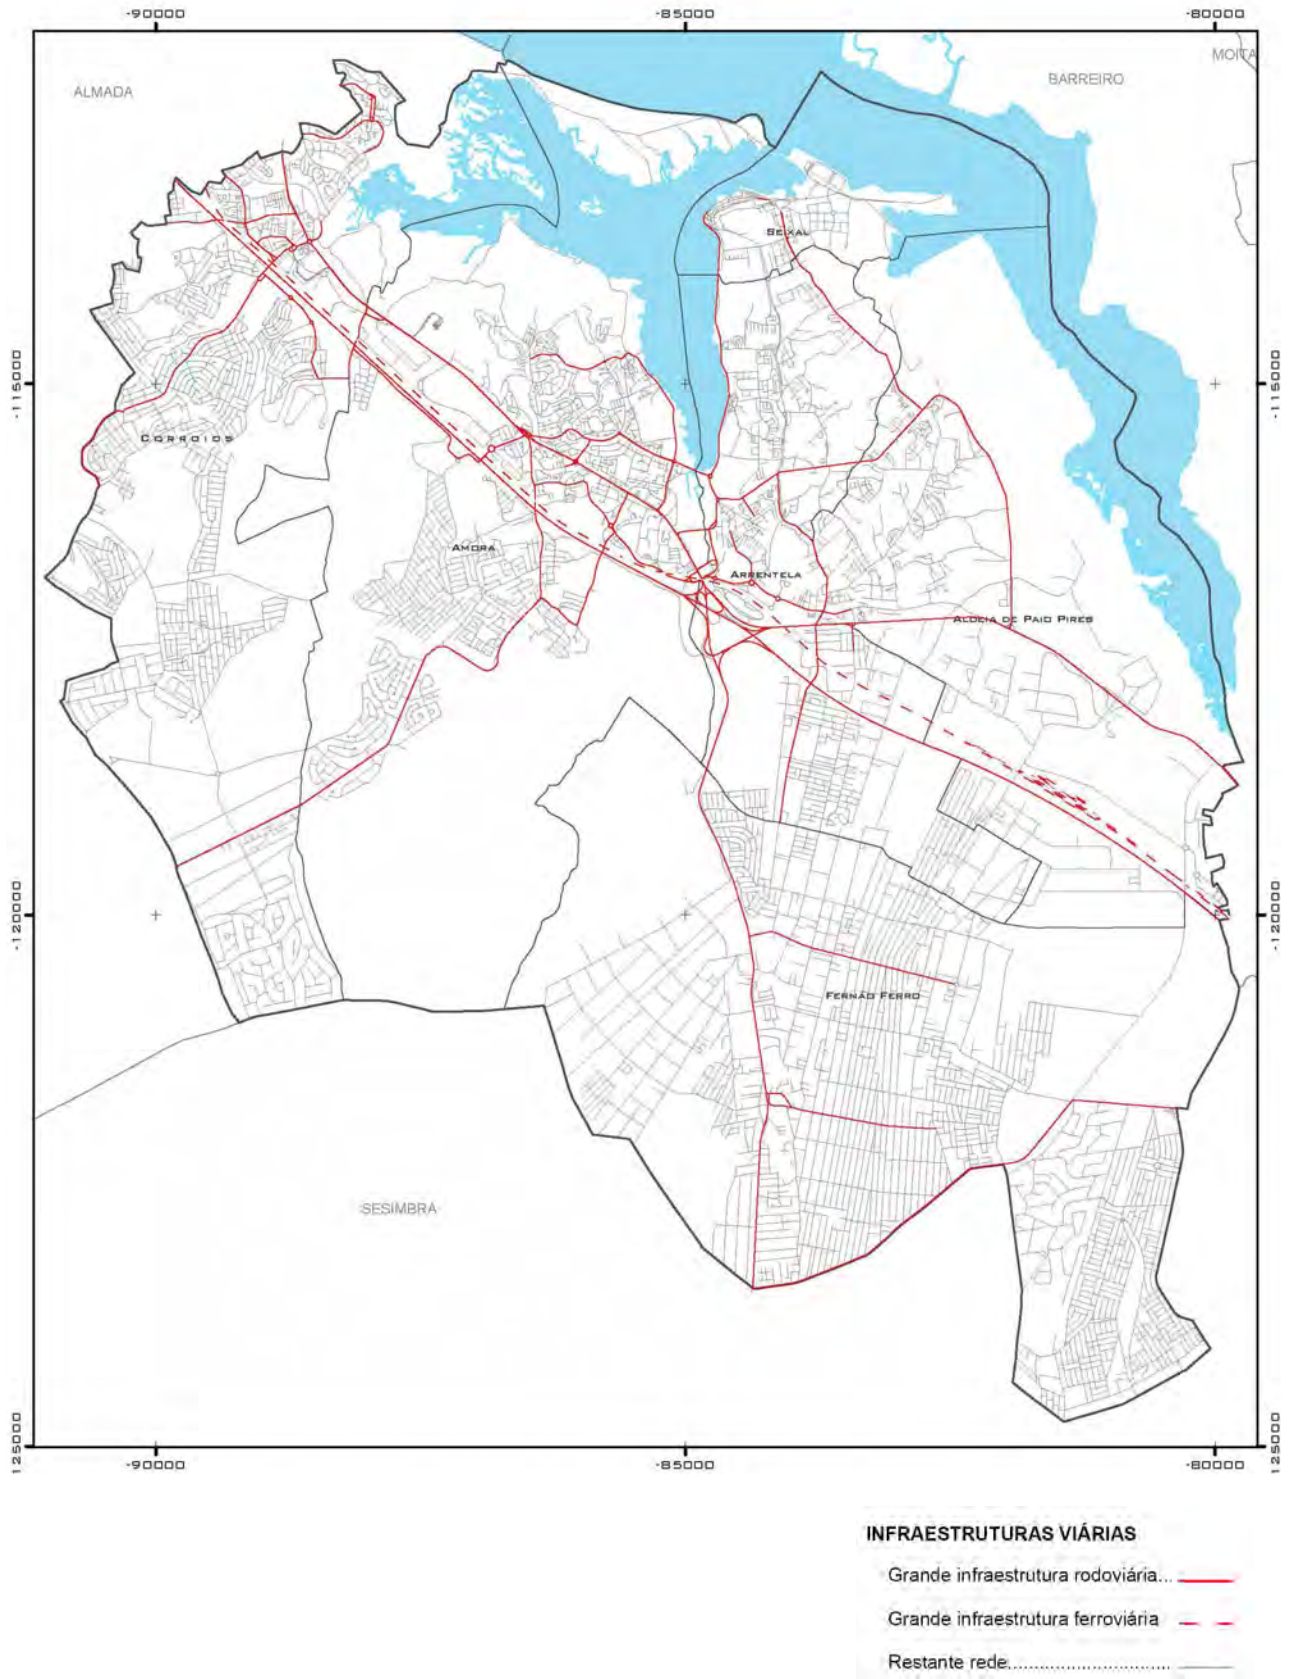 -90000
-85000
-80000
MOITA
BARREIRO
ALMADA
SEIXAL
-115000
-115000
CORROIOS
AMORA
ARRENTELA
ALDEIA DE PAIO PIRES
-120000
-120000
FERNÃO FERRO
SESIMBRA
125000
125000
-90000
-85000
-80000
INFRAESTRUTURAS VIÁRIAS
Grande infraestrutura rodoviária...
Grande infraestrutura ferroviária
Restante rede..............................